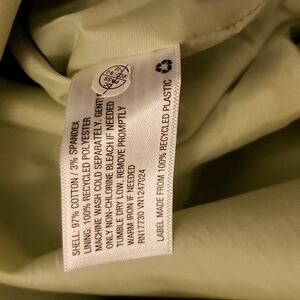 SHELL: 97% COTTON / 3% SPANDEX
LINING: 100% RECYCLED POLYESTER
MACHINE WASH COLD SEPARATELY, GENTLE
ONLY NON-CHLORINE BLEACH IF NEEDED
TUMBLE DRY LOW, REMOVE PROMPTLY
WARM IRON IF NEEDED
RN17730 VN1247024
LABEL MADE FROM 100% RECYCLED PLASTIC